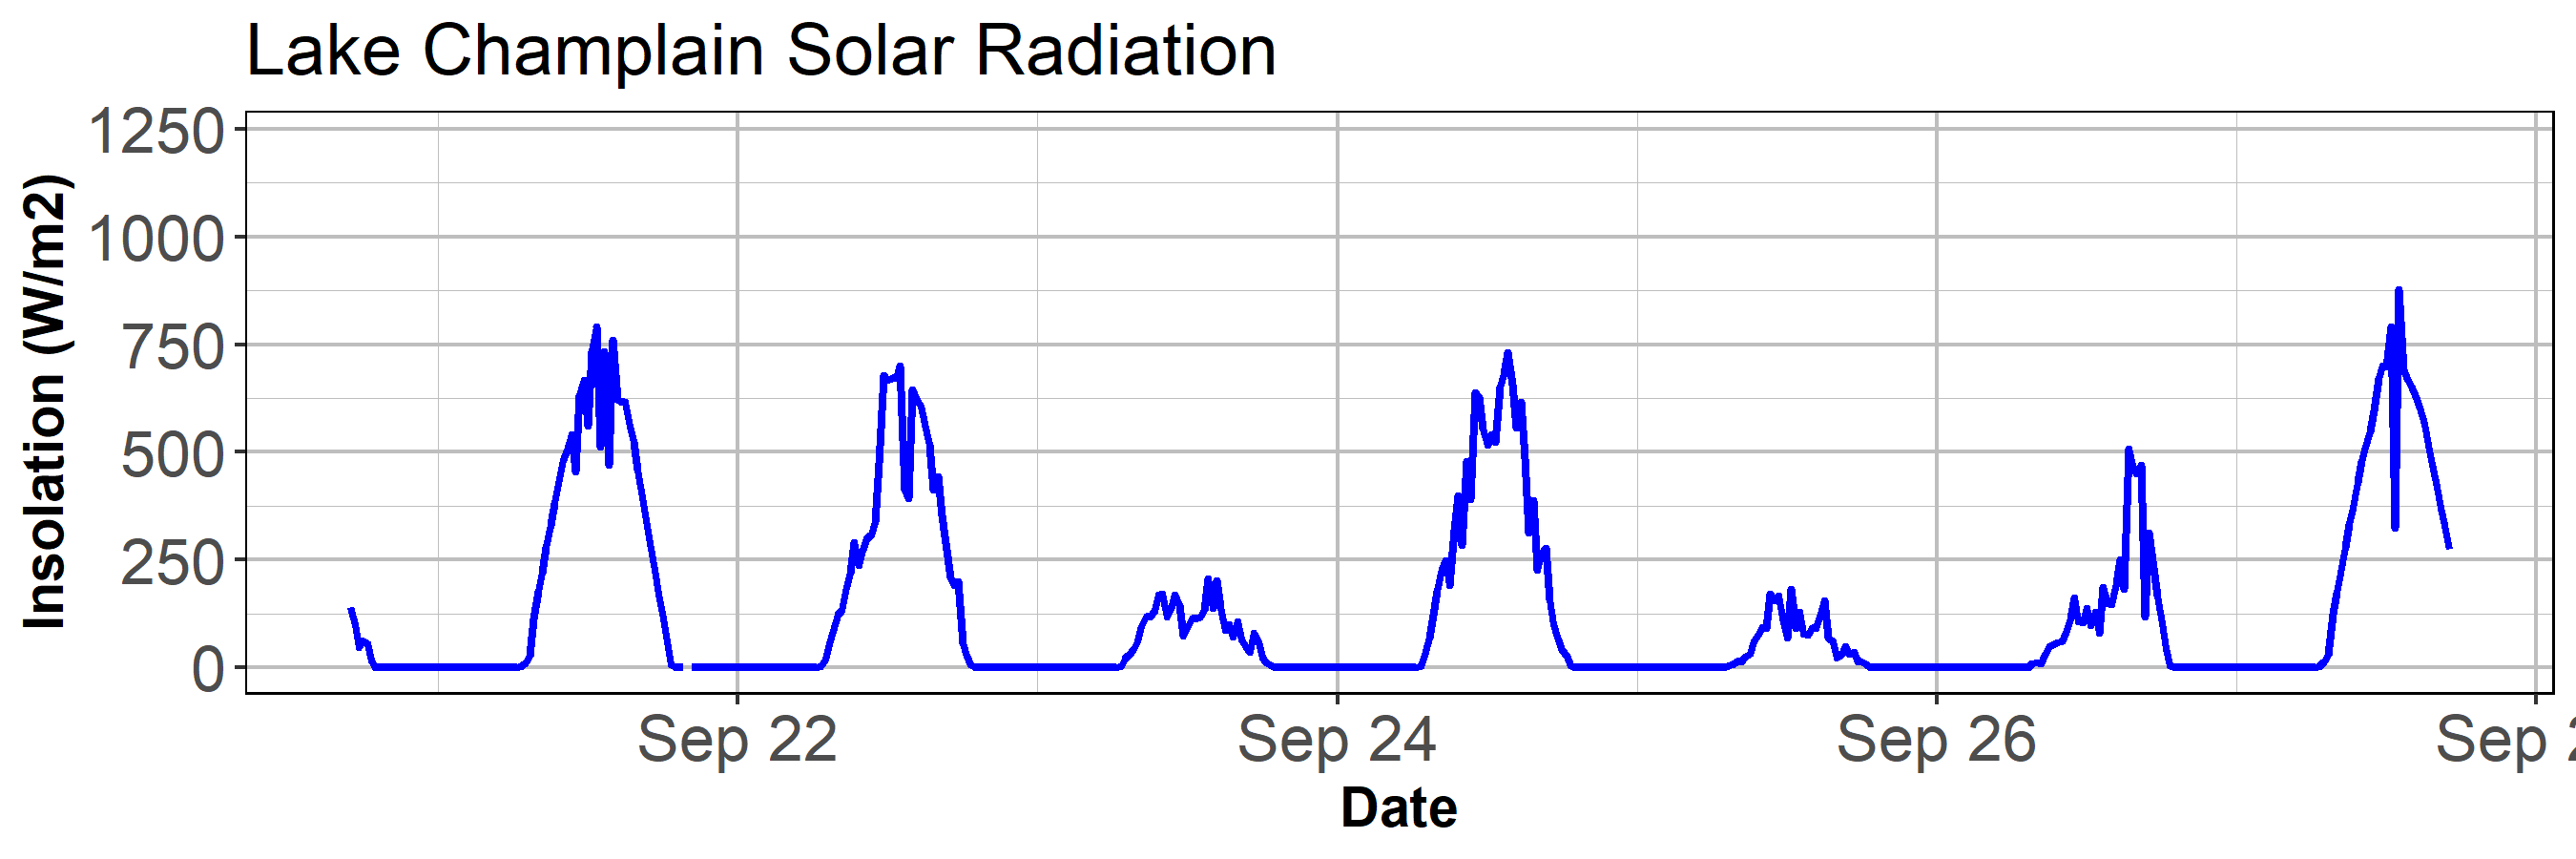 Lake Champlain Solar Radiation
1250
1000
750
500
250
0
Insolation (W/m2)
Sep 22
Sep 24
Sep 26
Sep
Date